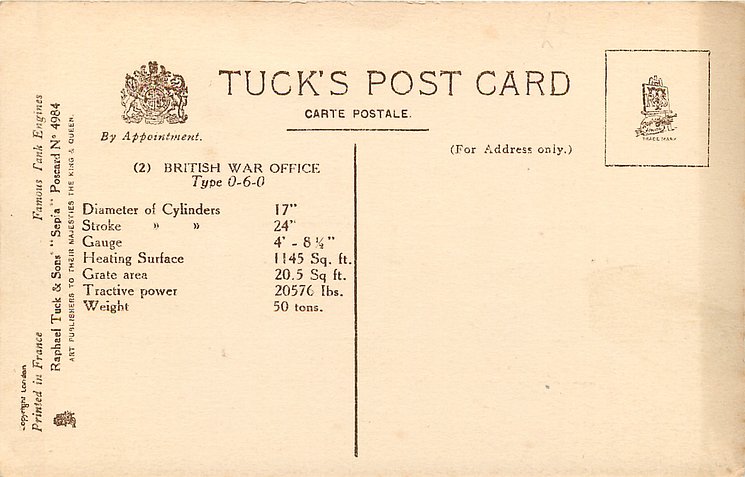 TUCK'S POST CARD
CARTE POSTALE.
By Appointment.
(For Address only.)
TRADE MARK
(2) BRITISH WAR OFFICE
Type 0-6-0
Diameter of Cylinders 17"
Stroke " " 24"
Gauge 4' - 8½"
Heating Surface 1145 Sq. ft.
Grate area 20.5 Sq ft.
Tractive power 20576 lbs.
Weight 50 tons.
Copyright London
Printed in France Famous Tank Engines
Raphael Tuck & Sons' "Sepia" Postcard Nº 4984
ART PUBLISHERS TO THEIR MAJESTIES THE KING & QUEEN.